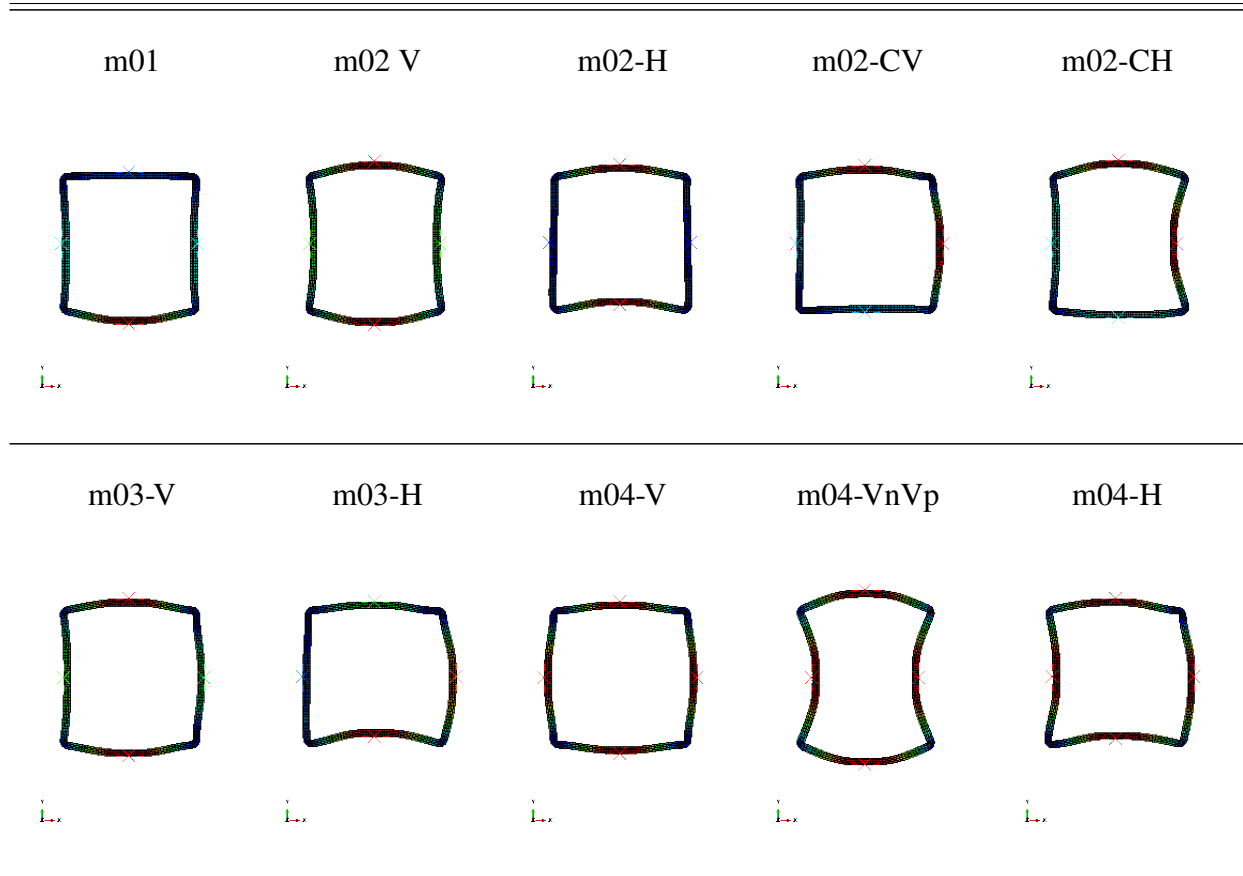 m01 m02 V m02-H m02-CV m02-CH
Y Y Y Y Y
Z X Z X Z X Z X Z X
m03-V m03-H m04-V m04-VnVp m04-H
Y Y Y Y Y
Z X Z X Z X Z X Z X